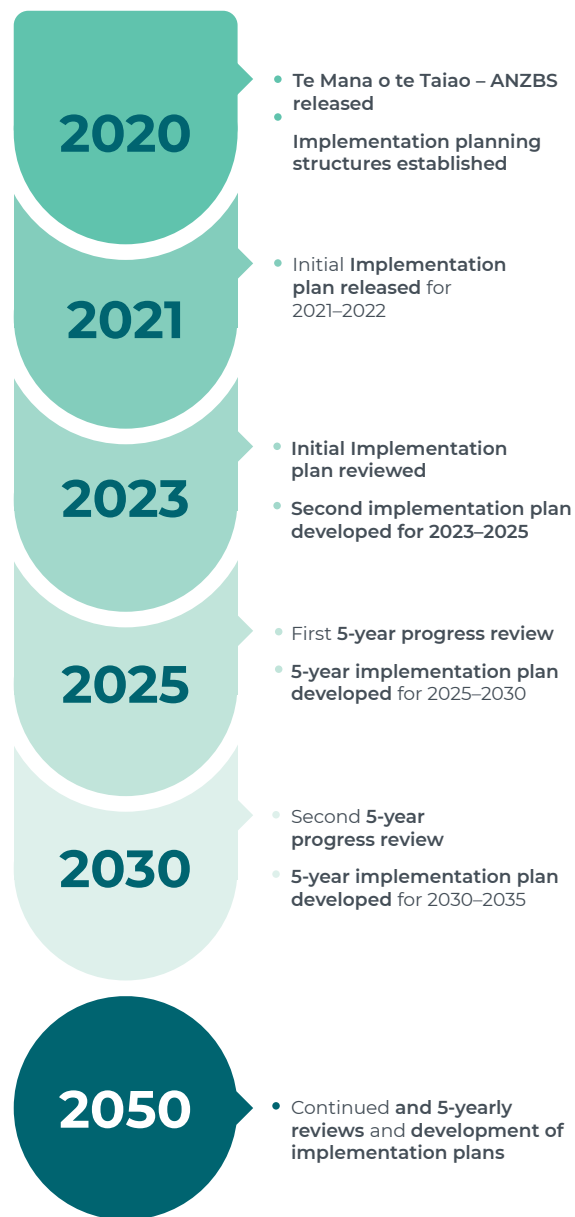 2020
• Te Mana o te Taiao – ANZBS
released
•
Implementation planning
structures established
2021
• Initial Implementation
plan released for
2021–2022
2023
• Initial Implementation
plan reviewed
• Second implementation plan
developed for 2023–2025
2025
• First 5-year progress review
• 5-year implementation plan
developed for 2025–2030
2030
• Second 5-year
progress review
• 5-year implementation plan
developed for 2030–2035
2050
• Continued and 5-yearly
reviews and development of
implementation plans